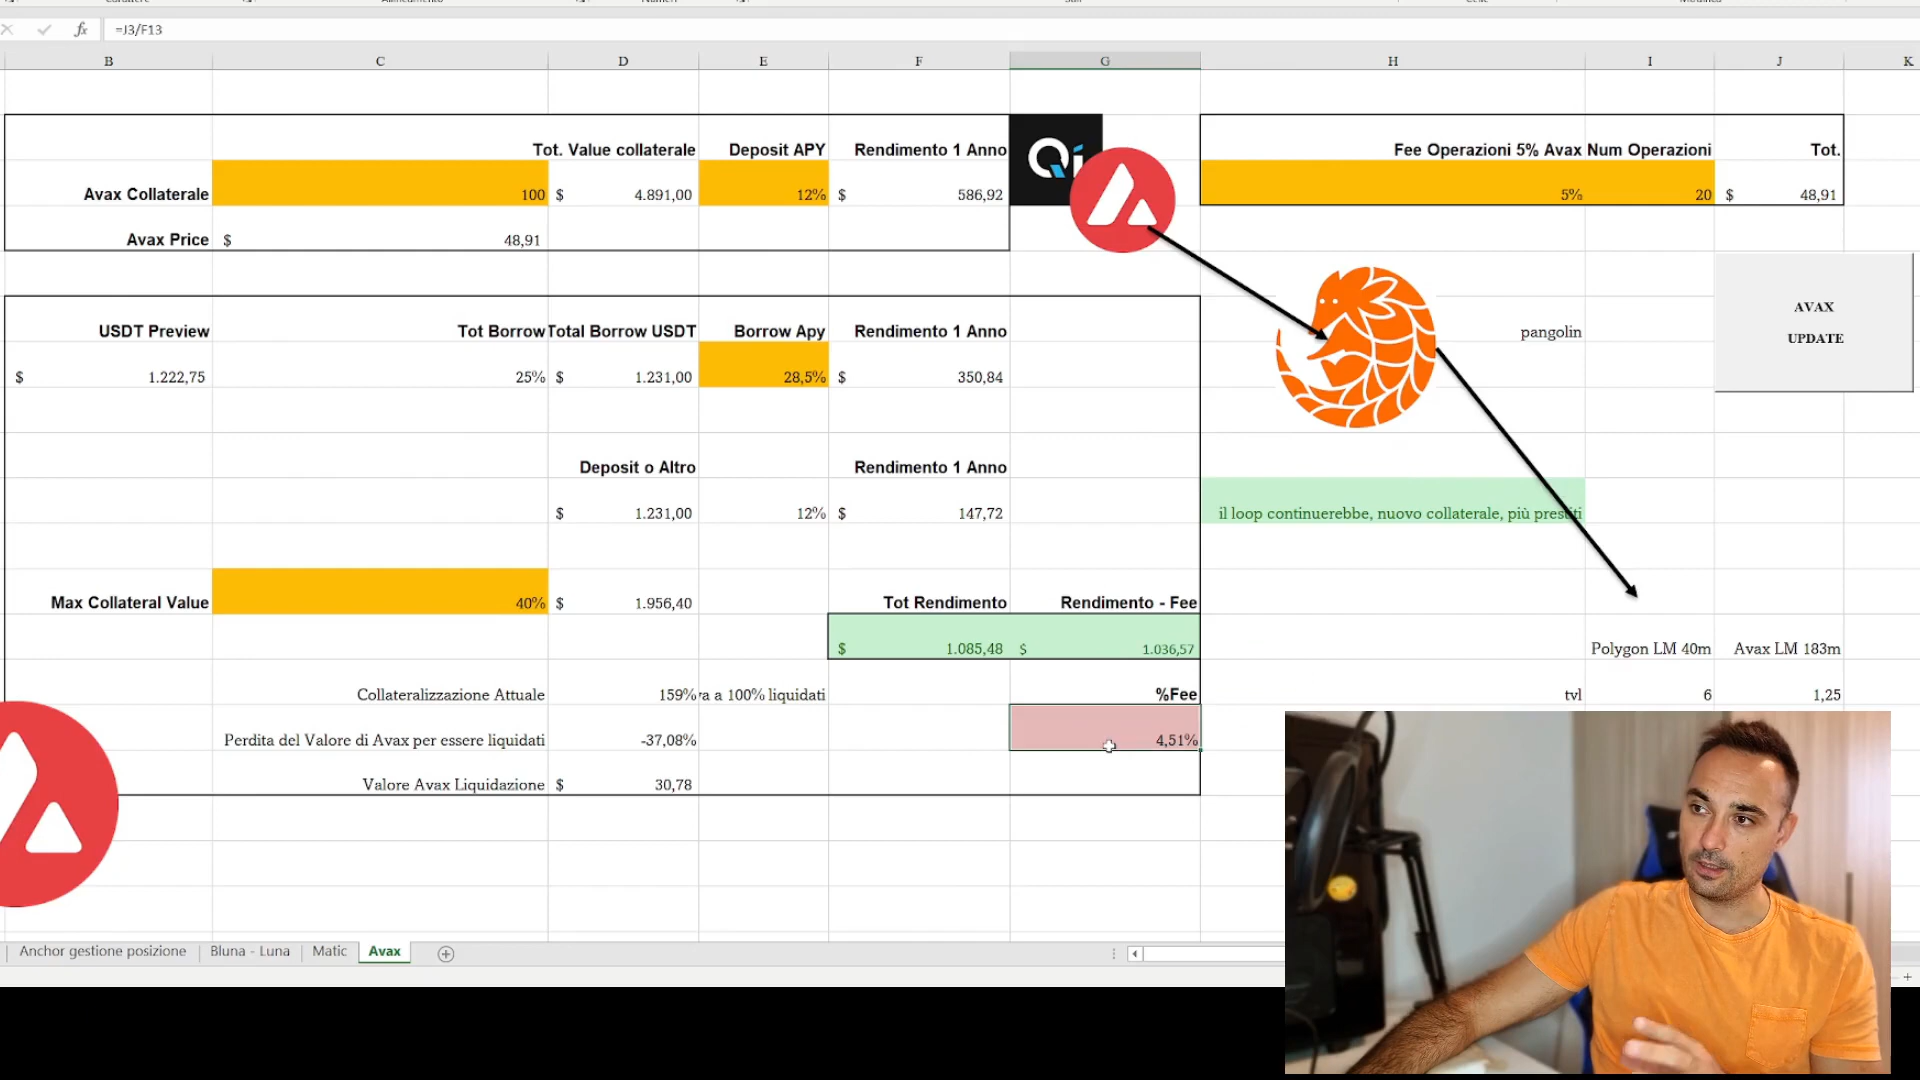 fx =J3/F13
B C D E F G H I J K
Tot. Value collaterale Deposit APY Rendimento 1 Anno Fee Operazioni 5% Avax Num Operazioni Tot.
Avax Collaterale 100 $ 4.891,00 12% $ 586,92 5% 20 $ 48,91
Qi
Avax Price $ 48,91
USDT Preview Tot Borrow Total Borrow USDT Borrow Apy Rendimento 1 Anno pangolin
AVAX
UPDATE
$ 1.222,75 25% $ 1.231,00 28,5% $ 350,84
Deposit o Altro Rendimento 1 Anno
$ 1.231,00 12% $ 147,72 il loop continuerebbe, nuovo collaterale, più prestiti
Max Collateral Value 40% $ 1.956,40 Tot Rendimento Rendimento - Fee
$ 1.085,48 $ 1.036,57 Polygon LM 40m Avax LM 183m
Collateralizzazione Attuale 159% a 100% liquidati %Fee tvl 6 1,25
Perdita del Valore di Avax per essere liquidati -37,08% 4,51%
Valore Avax Liquidazione $ 30,78
Anchor gestione posizione Bluna - Luna Matic Avax